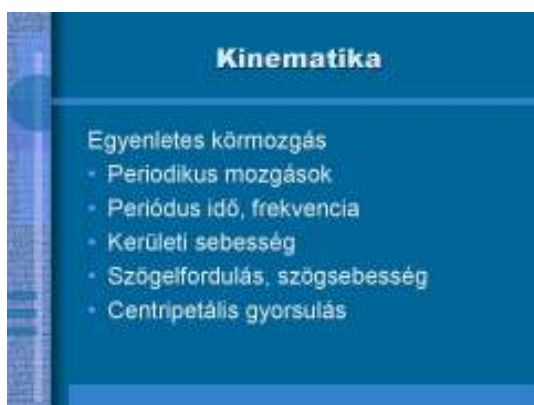 Kinematika
Egyenletes körmozgás
• Periodikus mozgások
• Periódus idő, frekvencia
• Kerületi sebesség
• Szögelfordulás, szögsebesség
• Centripetális gyorsulás